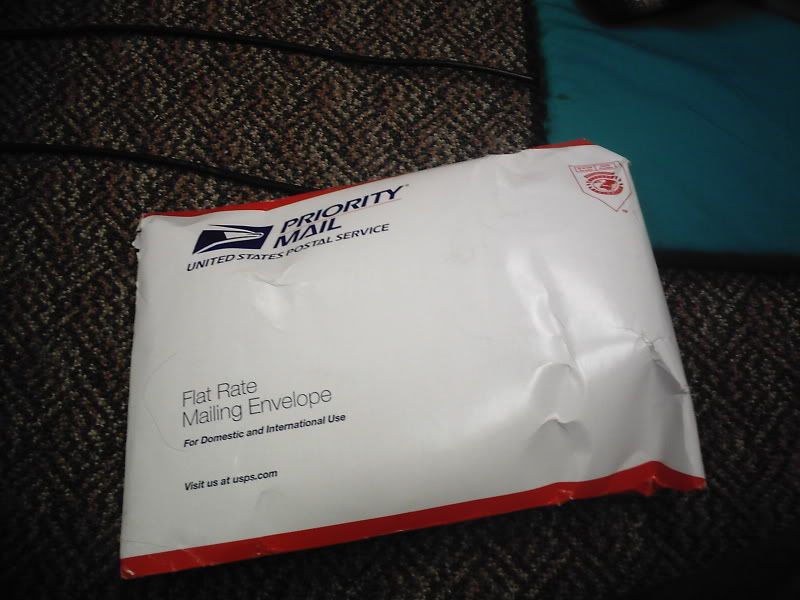 PRIORITY
MAIL
UNITED STATES POSTAL SERVICE
Flat Rate
Mailing Envelope
For Domestic and International Use
Visit us at usps.com